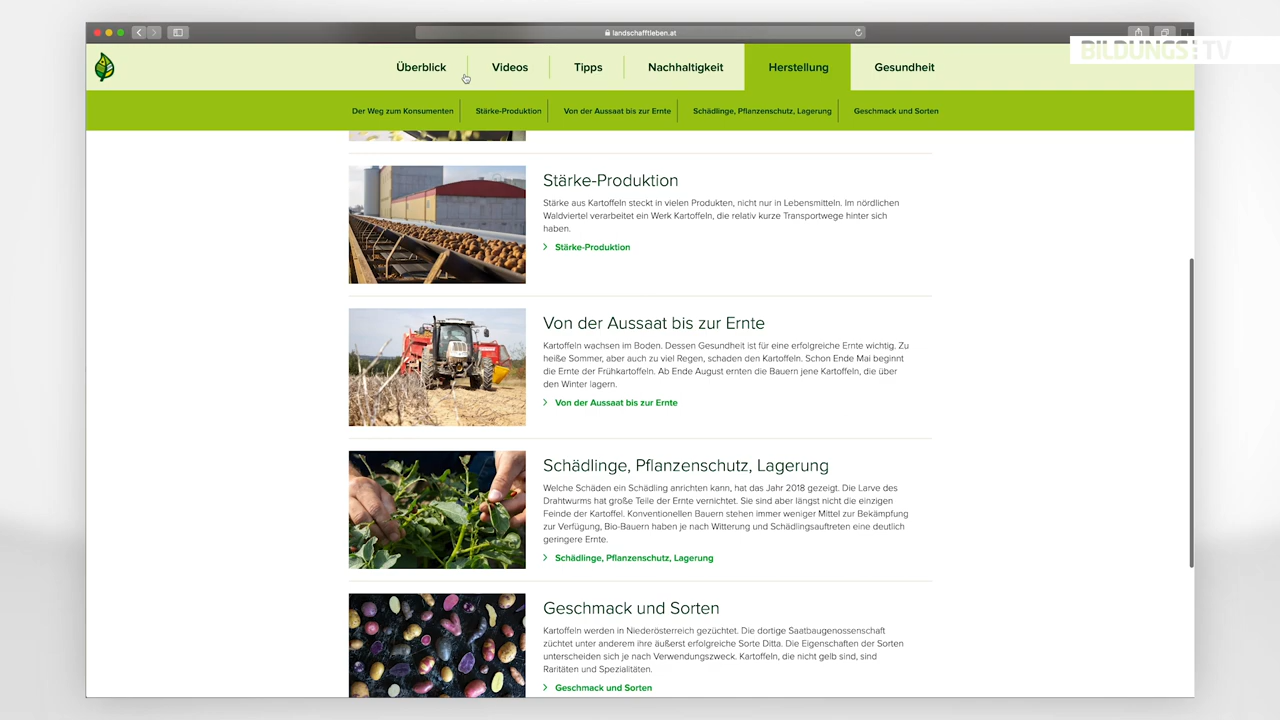 landschafftleben.at
BILDUNGS TV
Überblick Videos Tipps Nachhaltigkeit Herstellung Gesundheit
Der Weg zum Konsumenten Stärke-Produktion Von der Aussaat bis zur Ernte Schädlinge, Pflanzenschutz, Lagerung Geschmack und Sorten
Stärke-Produktion
Stärke aus Kartoffeln steckt in vielen Produkten, nicht nur in Lebensmitteln. Im nördlichen
Waldviertel verarbeitet ein Werk Kartoffeln, die relativ kurze Transportwege hinter sich
haben.
Stärke-Produktion
Von der Aussaat bis zur Ernte
Kartoffeln wachsen im Boden. Dessen Gesundheit ist für eine erfolgreiche Ernte wichtig. Zu
heiße Sommer, aber auch zu viel Regen, schaden den Kartoffeln. Schon Ende Mai beginnt
die Ernte der Frühkartoffeln. Ab Ende August ernten die Bauern jene Kartoffeln, die über
den Winter lagern.
Von der Aussaat bis zur Ernte
Schädlinge, Pflanzenschutz, Lagerung
Welche Schäden ein Schädling anrichten kann, hat das Jahr 2018 gezeigt. Die Larve des
Drahtwurms hat große Teile der Ernte vernichtet. Sie sind aber längst nicht die einzigen
Feinde der Kartoffel. Konventionellen Bauern stehen immer weniger Mittel zur Bekämpfung
zur Verfügung, Bio-Bauern haben je nach Witterung und Schädlingsauftreten eine deutlich
geringere Ernte.
Schädlinge, Pflanzenschutz, Lagerung
Geschmack und Sorten
Kartoffeln werden in Niederösterreich gezüchtet. Die dortige Saatbaugenossenschaft
züchtet unter anderem ihre äußerst erfolgreiche Sorte Ditta. Die Eigenschaften der Sorten
unterscheiden sich je nach Verwendungszweck. Kartoffeln, die nicht gelb sind, sind
Raritäten und Spezialitäten.
Geschmack und Sorten